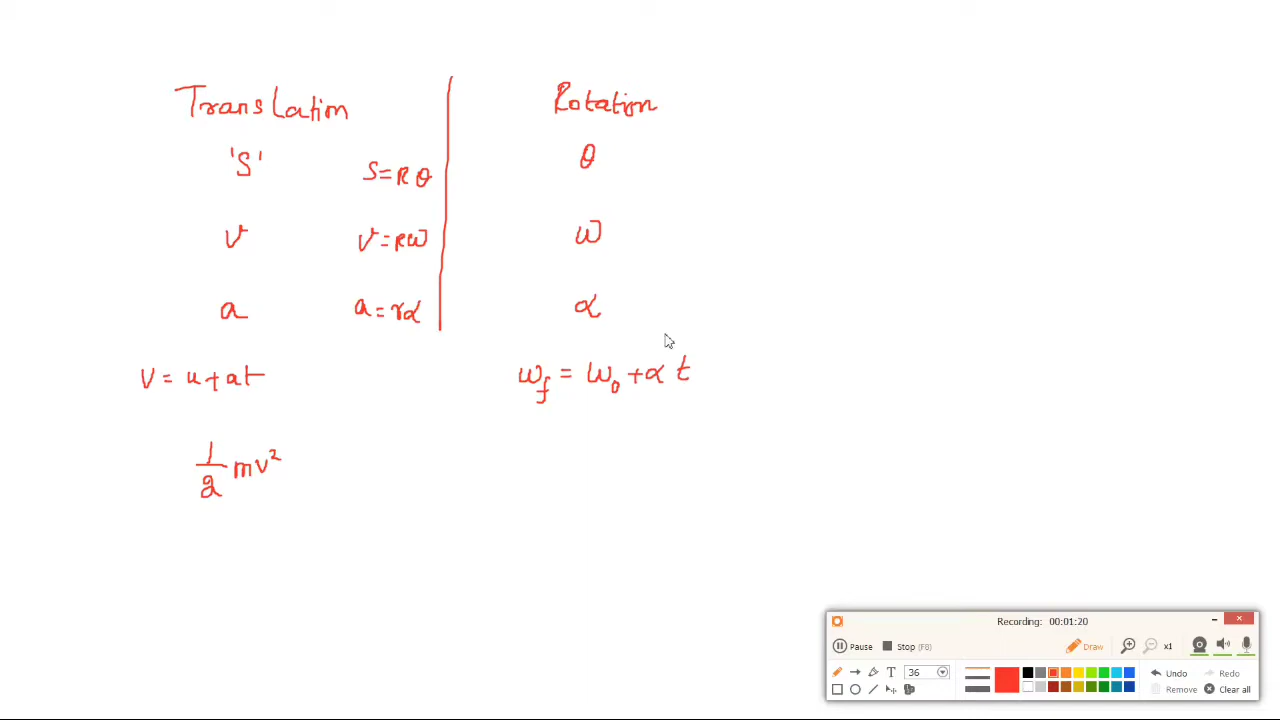 Translation Rotation
'S' S=Rθ θ
V V=Rω ω
a a=rα α
V = u+at ωf = ω0+αt
1/2 mv²
Recording: 00:01:20
Pause Stop (F8) Draw x1
T 36 Undo Redo
Remove Clear all